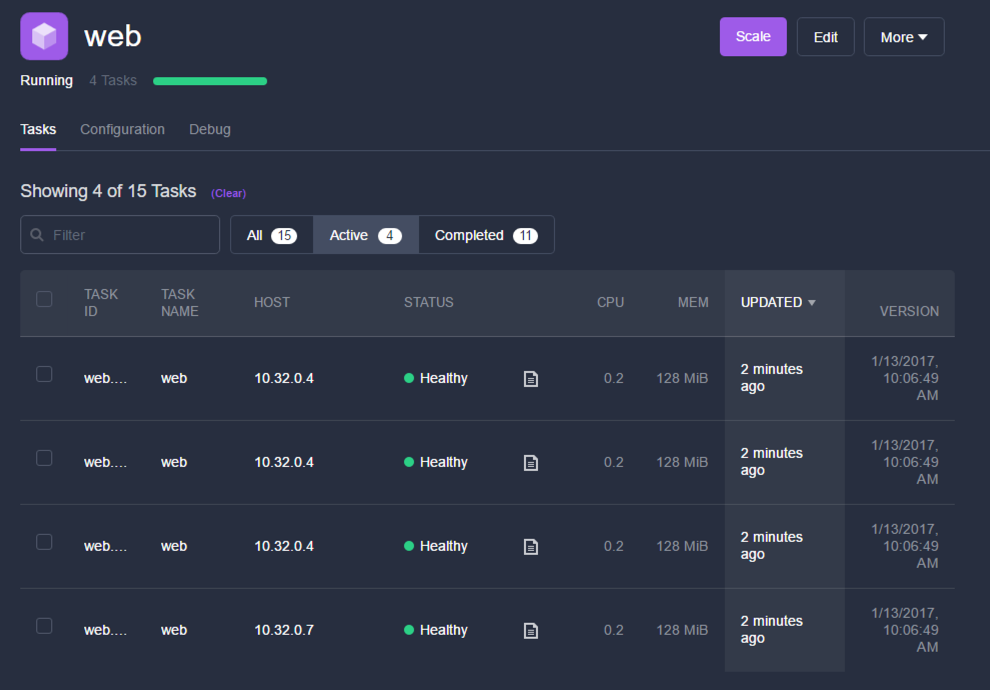 web
Scale Edit More
Running 4 Tasks
Tasks Configuration Debug
Showing 4 of 15 Tasks (Clear)
Filter All 15 Active 4 Completed 11
TASK ID TASK NAME HOST STATUS CPU MEM UPDATED VERSION
web.... web 10.32.0.4 Healthy 0.2 128 MiB 2 minutes ago 1/13/2017, 10:06:49 AM
web.... web 10.32.0.4 Healthy 0.2 128 MiB 2 minutes ago 1/13/2017, 10:06:49 AM
web.... web 10.32.0.4 Healthy 0.2 128 MiB 2 minutes ago 1/13/2017, 10:06:49 AM
web.... web 10.32.0.7 Healthy 0.2 128 MiB 2 minutes ago 1/13/2017, 10:06:49 AM